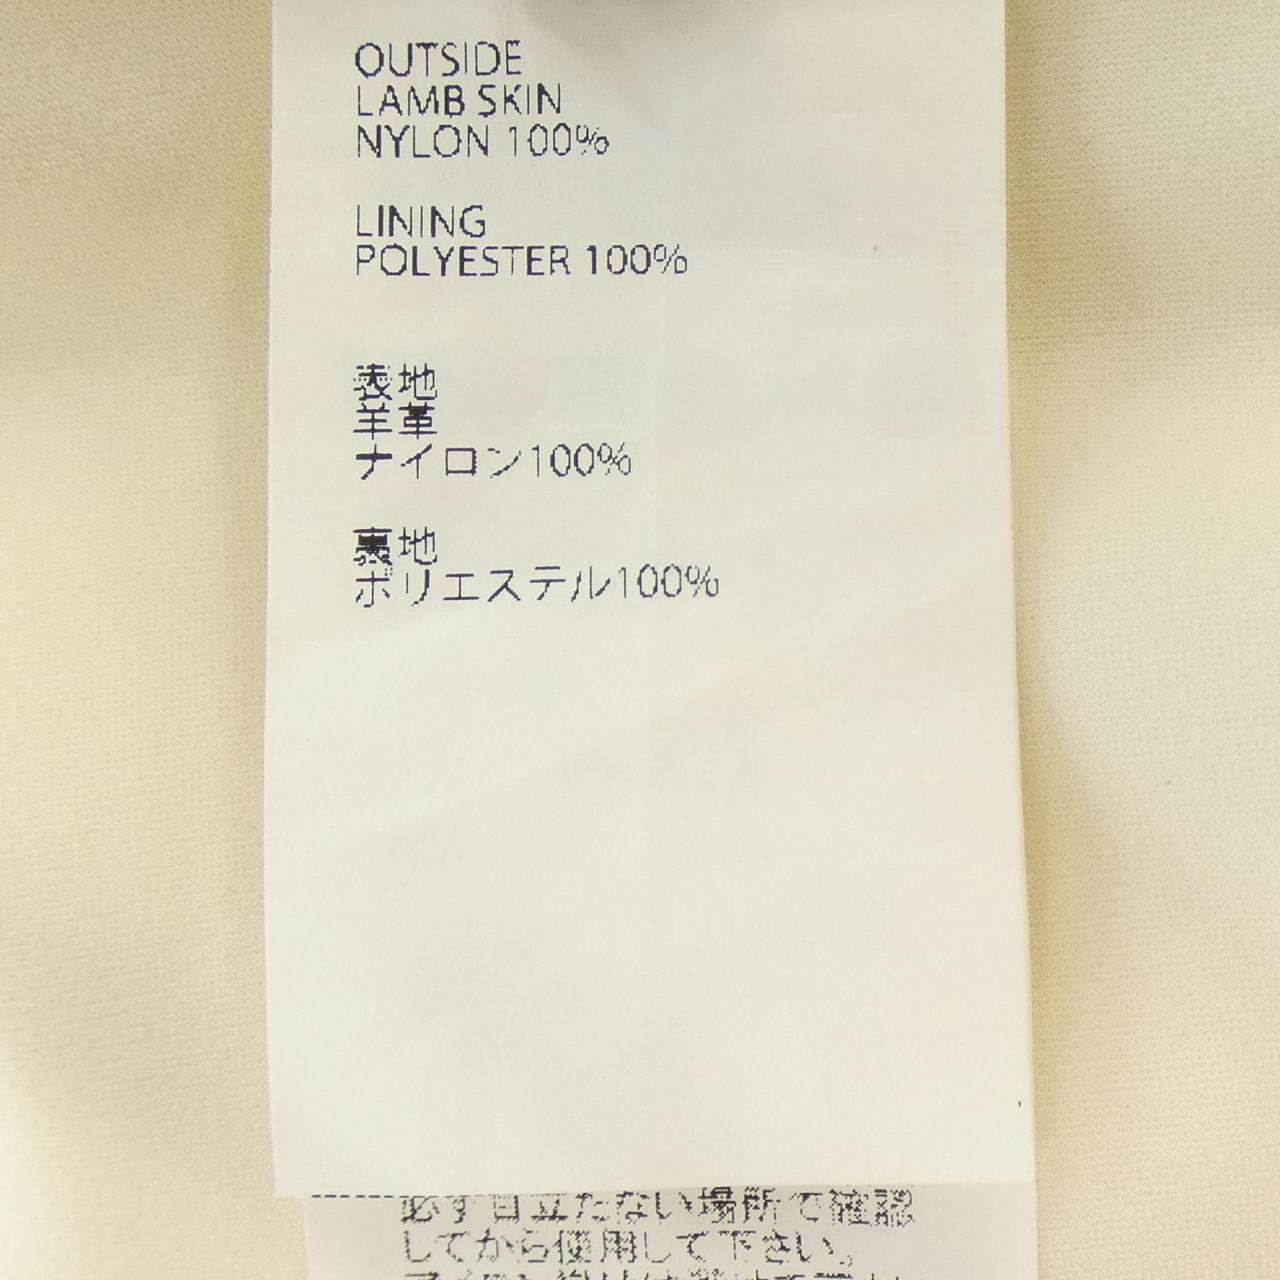 OUTSIDE
LAMB SKIN
NYLON 100%
LINING
POLYESTER 100%
表地
羊革
ナイロン100%
裏地
ポリエステル100%
必ず目立たない場所で確認
してから使用して下さい。